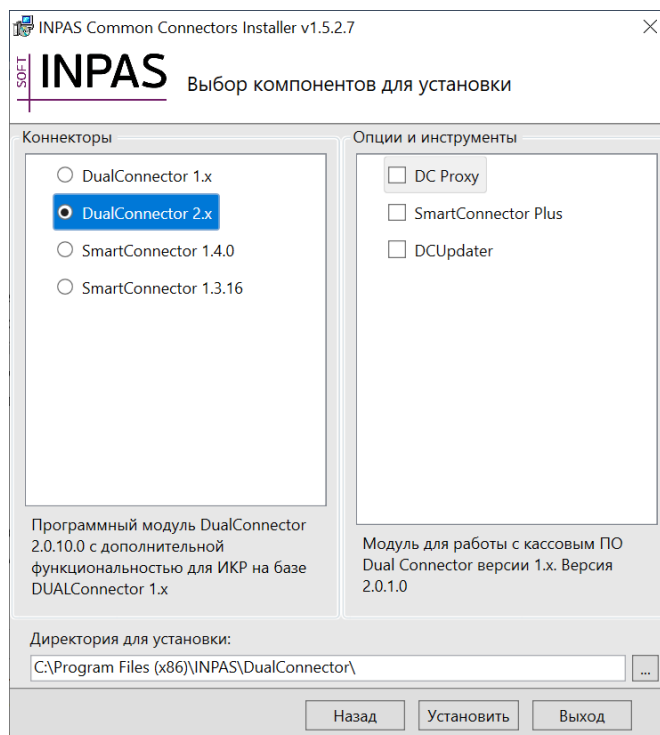 INPAS Common Connectors Installer v1.5.2.7
SOFT INPAS
Выбор компонентов для установки
Коннекторы
DualConnector 1.x
DualConnector 2.x
SmartConnector 1.4.0
SmartConnector 1.3.16
Программный модуль DualConnector
2.0.10.0 с дополнительной
функциональностью для ИКР на базе
DUALConnector 1.x
Опции и инструменты
DC Proxy
SmartConnector Plus
DCUpdater
Модуль для работы с кассовым ПО
Dual Connector версии 1.x. Версия
2.0.1.0
Директория для установки:
C:\Program Files (x86)\INPAS\DualConnector\
...
Назад
Установить
Выход